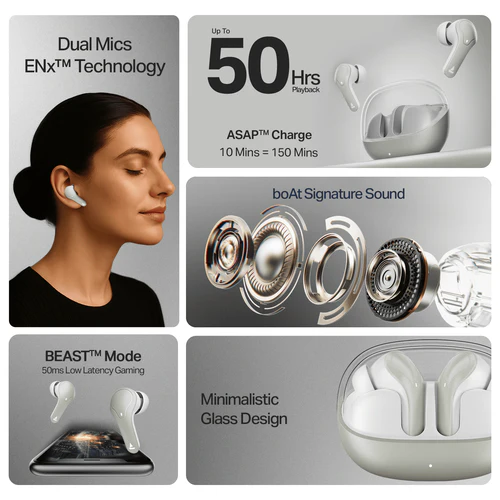 Dual Mics
ENx™ Technology
Up To
50 Hrs
Playback
ASAP™ Charge
10 Mins = 150 Mins
boAt Signature Sound
BEAST™ Mode
50ms Low Latency Gaming
Minimalistic
Glass Design